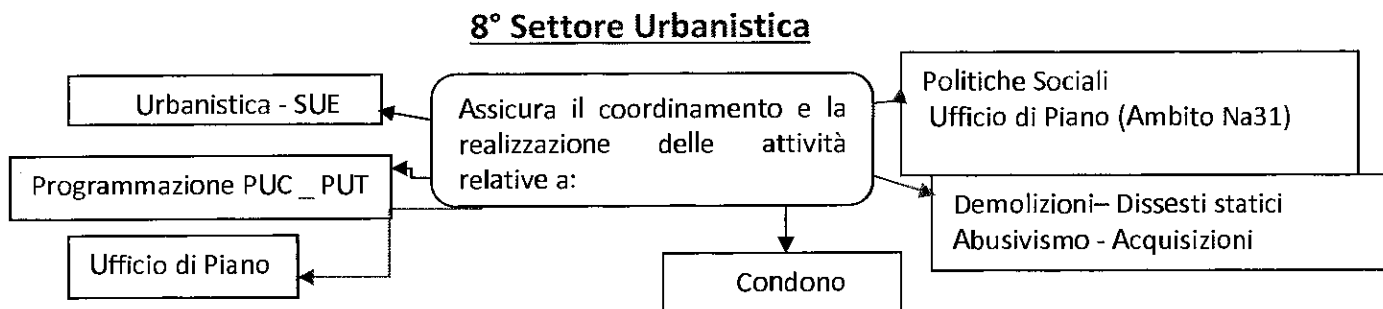 8° Settore Urbanistica
Urbanistica - SUE
Programmazione PUC _ PUT
Ufficio di Piano
Assicura il coordinamento e la
realizzazione delle attività
relative a:
Condono
Politiche Sociali
Ufficio di Piano (Ambito Na31)
Demolizioni– Dissesti statici
Abusivismo - Acquisizioni